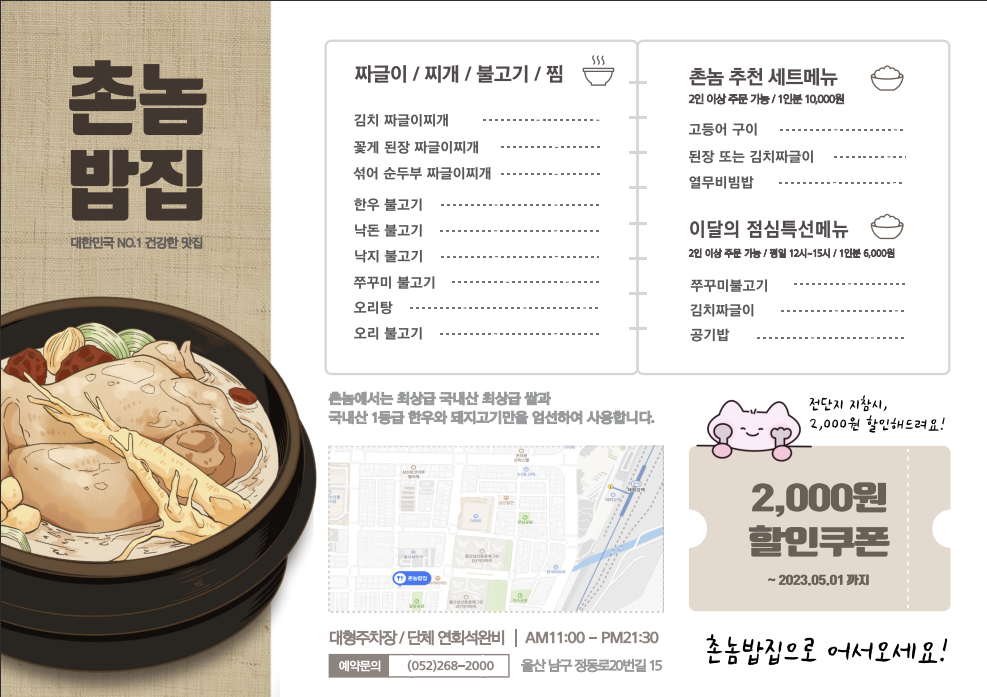 촌놈
밥집
대한민국 NO.1 건강한 맛집
짜글이 / 찌개 / 불고기 / 찜
김치 짜글이찌개
꽃게 된장 짜글이찌개
섞어 순두부 짜글이찌개
한우 불고기
낙돈 불고기
낙지 불고기
쭈꾸미 불고기
오리탕
오리 불고기
촌놈 추천 세트메뉴
2인 이상 주문 가능 / 1인분 10,000원
고등어 구이
된장 또는 김치짜글이
열무비빔밥
이달의 점심특선메뉴
2인 이상 주문 가능 / 평일 12시~15시 / 1인분 6,000원
쭈꾸미불고기
김치짜글이
공기밥
촌놈에서는 최상급 국내산 최상급 쌀과
국내산 1등급 한우와 돼지고기만을 엄선하여 사용합니다.
촌놈밥집
전단지 지참시,
2,000원 할인해드려요!
2,000원
할인쿠폰
~ 2023.05.01 까지
대형주차장 / 단체 연회석완비 | AM11:00 – PM21:30
예약문의 (052)268–2000 울산 남구 정동로20번길 15
촌놈밥집으로 어서오세요!